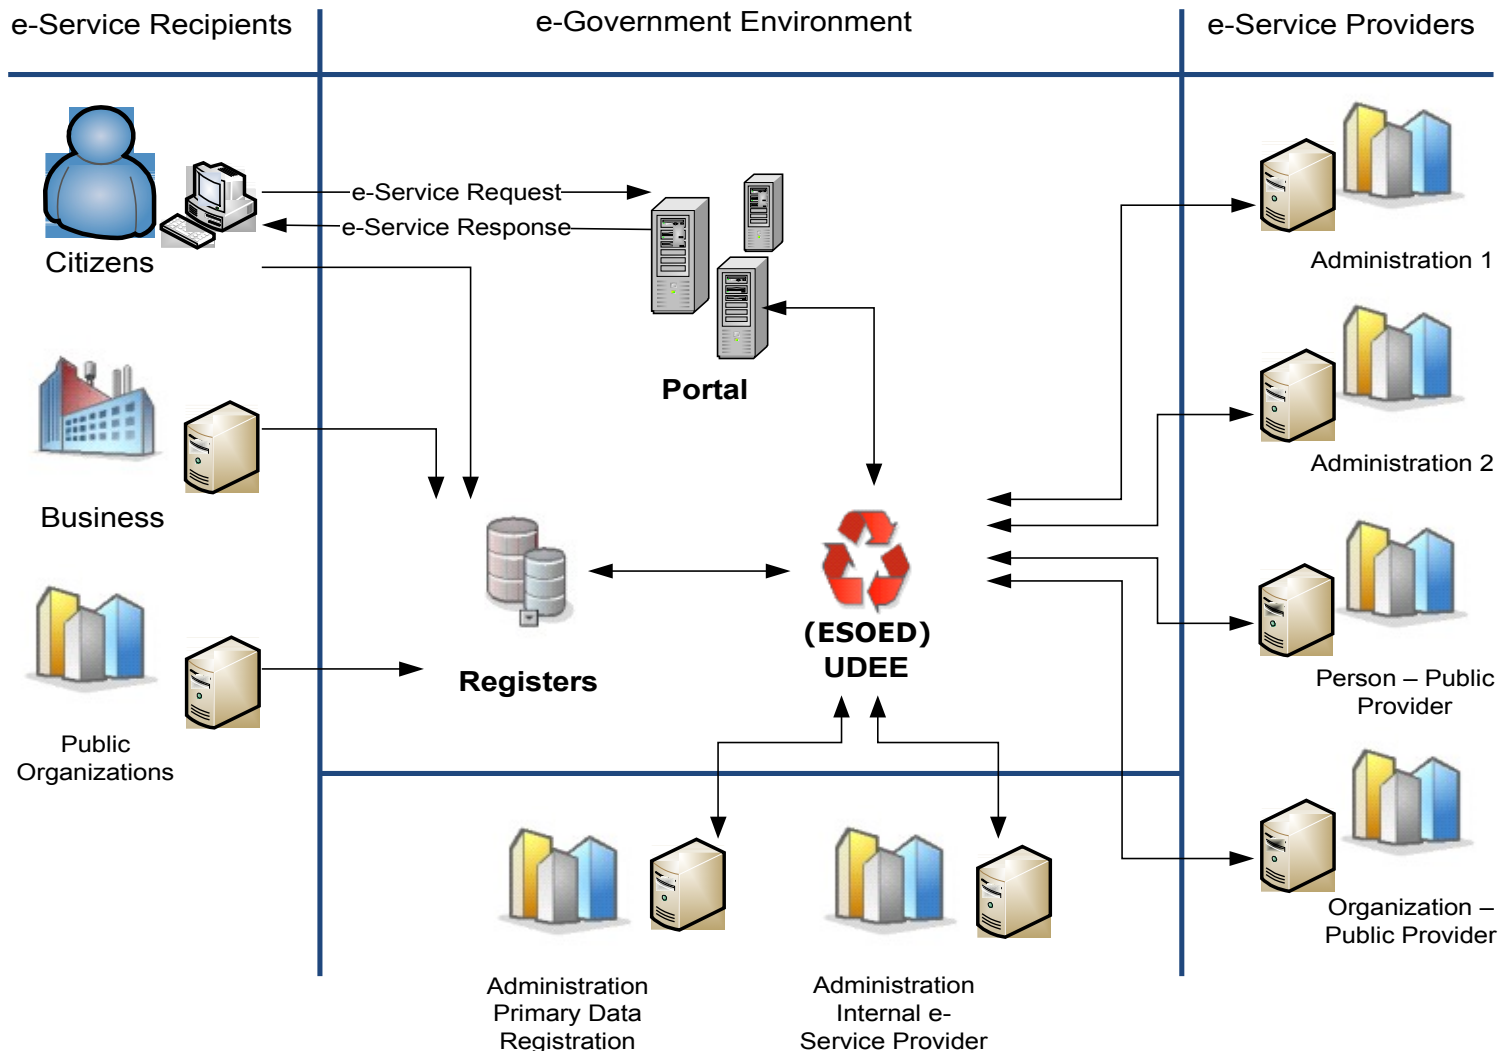 e-Service Recipients
e-Government Environment
e-Service Providers
e-Service Request
e-Service Response
Citizens
Administration 1
Portal
Administration 2
Business
(ESOED)
UDEE
Registers
Person – Public
Provider
Public
Organizations
Organization –
Public Provider
Administration
Primary Data
Registration
Administration
Internal e-
Service Provider